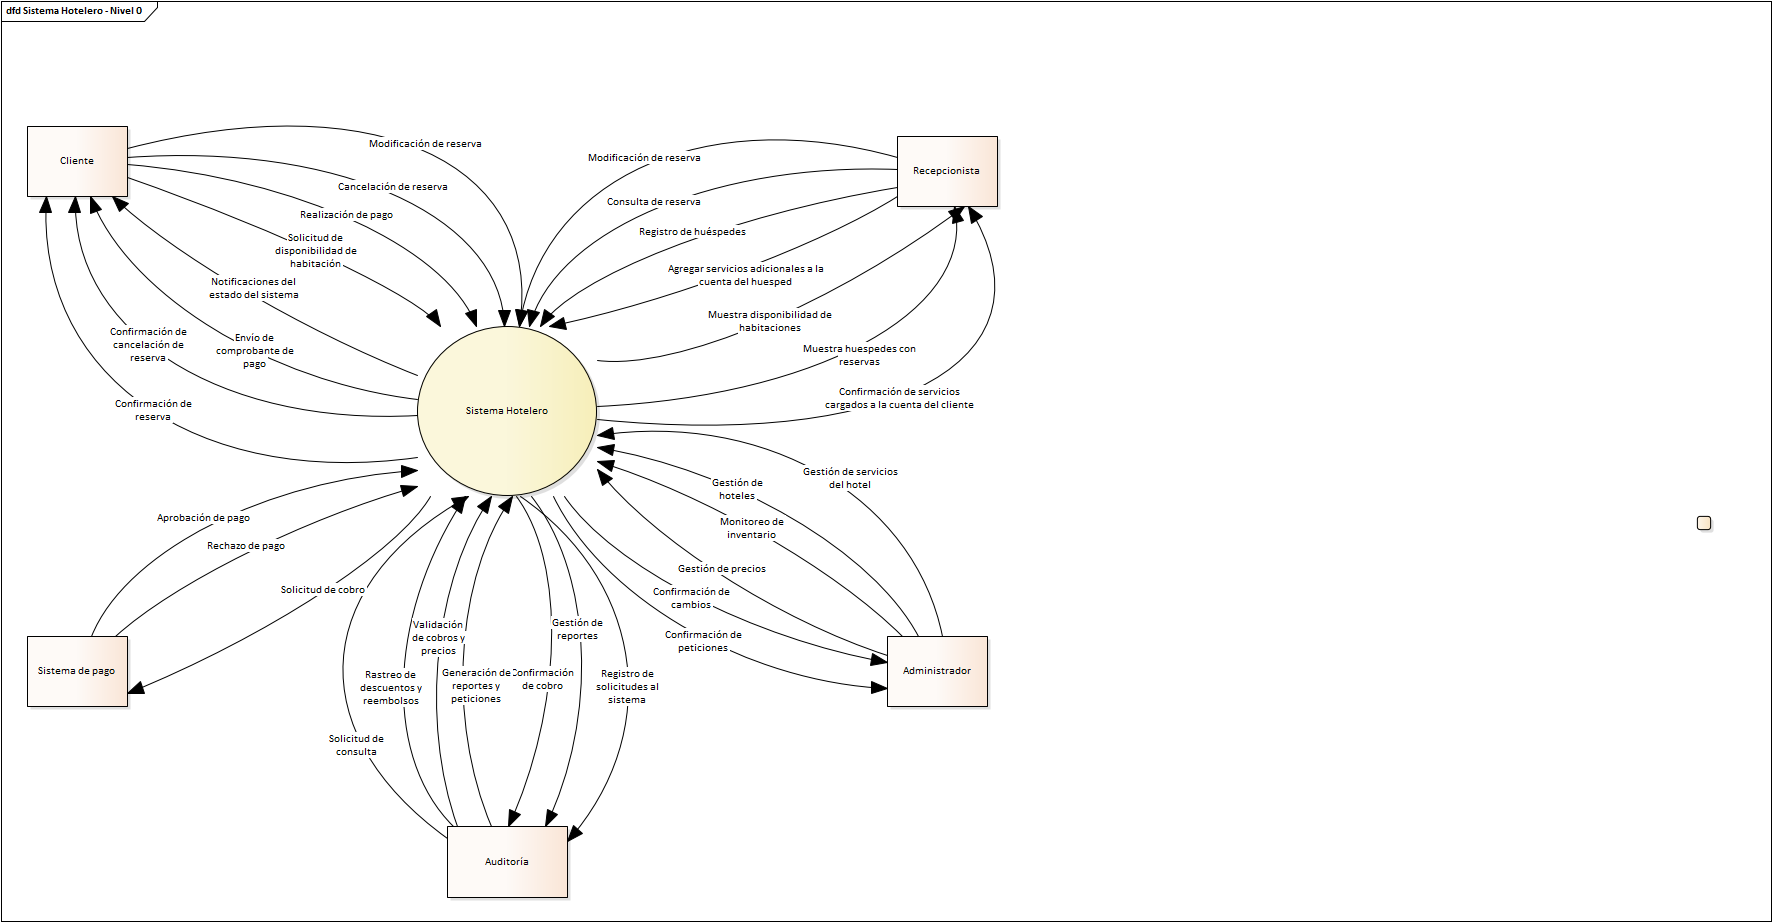 dfd Sistema Hotelero - Nivel 0
Cliente
Recepcionista
Modificación de reserva
Modificación de reserva
Cancelación de reserva
Consulta de reserva
Realización de pago
Registro de huéspedes
Solicitud de
disponibilidad de
habitación
Agregar servicios adicionales a la
cuenta del huesped
Notificaciones del
estado del sistema
Muestra disponibilidad de
habitaciones
Confirmación de
cancelación de
reserva
Envío de
comprobante de
pago
Muestra huespedes con
reservas
Confirmación de servicios
cargados a la cuenta del cliente
Confirmación de
reserva
Sistema Hotelero
Gestión de servicios
del hotel
Gestión de
hoteles
Monitoreo de
inventario
Aprobación de pago
Rechazo de pago
Gestión de precios
Solicitud de cobro
Confirmación de
cambios
Validación
de cobros y
precios
Gestión de
reportes
Confirmación de
peticiones
Sistema de pago
Rastreo de
descuentos y
reembolsos
Generación de
reportes y
peticiones
Confirmación
de cobro
Registro de
solicitudes al
sistema
Administrador
Solicitud de
consulta
Auditoría